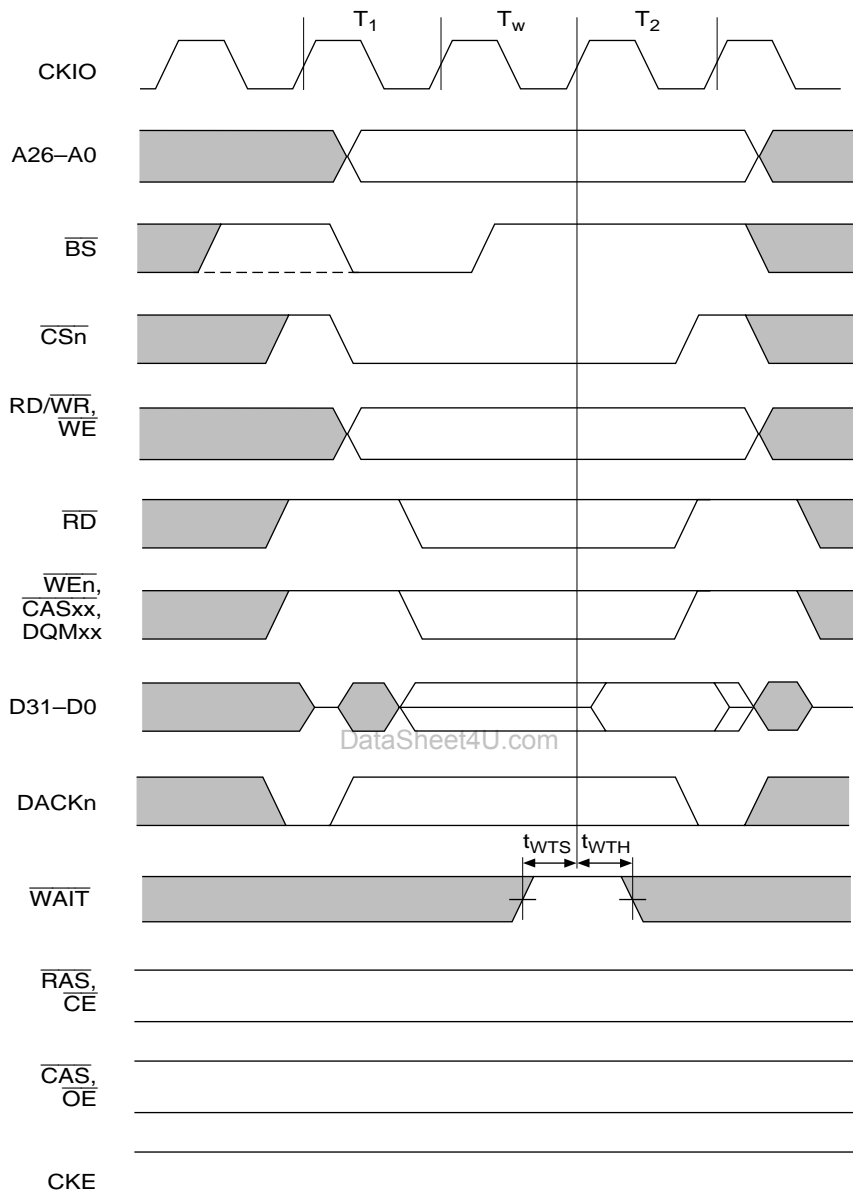 T1 Tw T2
CKIO
A26–A0
BS
CSn
RD/WR,
WE
RD
WEn,
CASxx,
DQMxx
D31–D0
DataSheet4U.com
DACKn
tWTS tWTH
WAIT
RAS,
CE
CAS,
OE
CKE